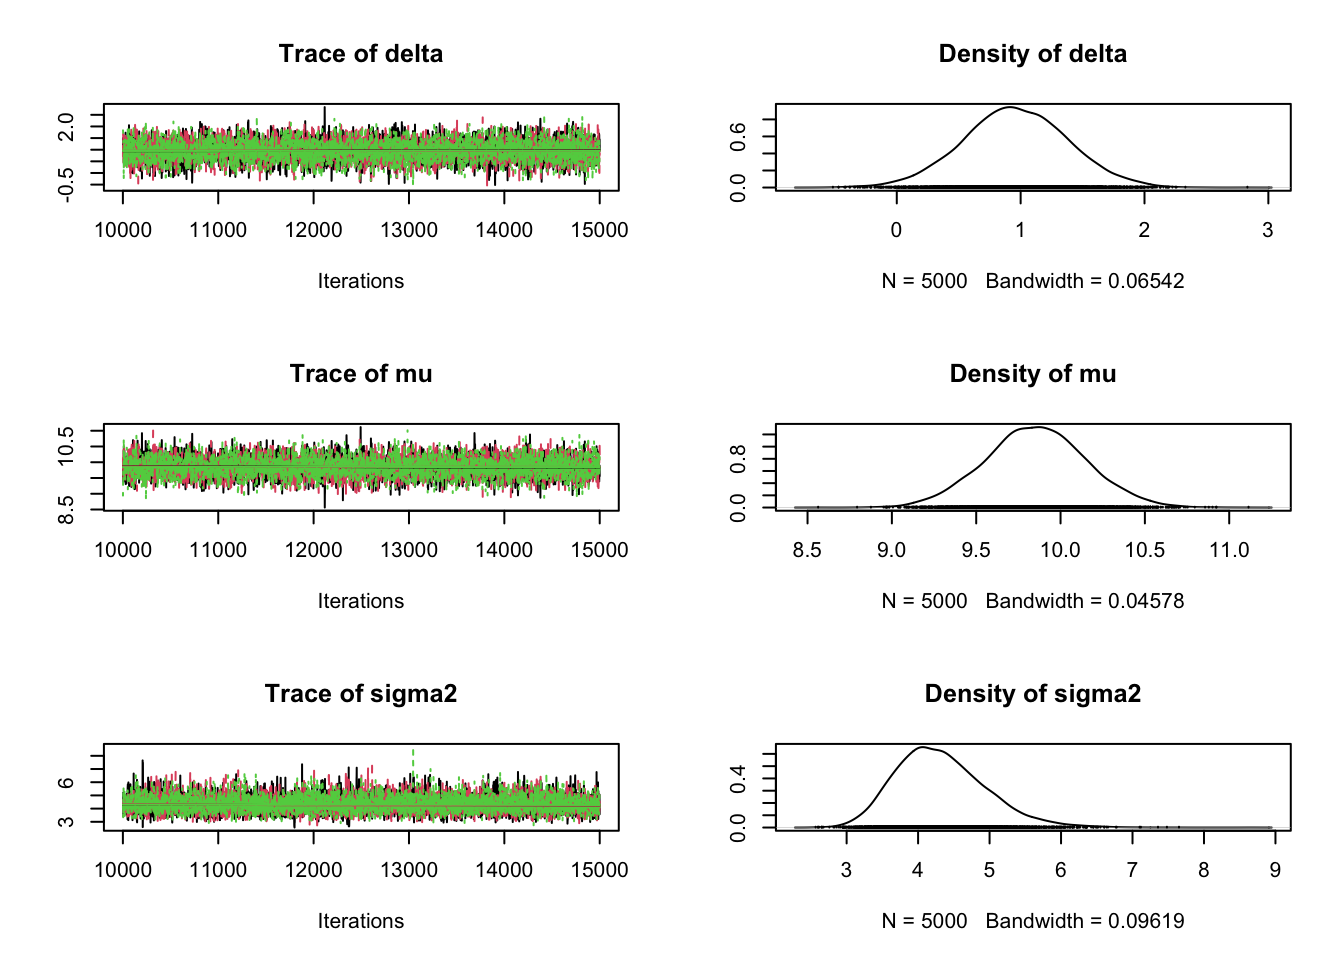 Trace of delta
Density of delta
2.0
-0.5
10000 11000 12000 13000 14000 15000
Iterations
0.6
0.0
0 1 2 3
N = 5000 Bandwidth = 0.06542
Trace of mu
Density of mu
10.5
8.5
10000 11000 12000 13000 14000 15000
Iterations
0.8
0.0
8.5 9.0 9.5 10.0 10.5 11.0
N = 5000 Bandwidth = 0.04578
Trace of sigma2
Density of sigma2
6
3
10000 11000 12000 13000 14000 15000
Iterations
0.4
0.0
3 4 5 6 7 8 9
N = 5000 Bandwidth = 0.09619